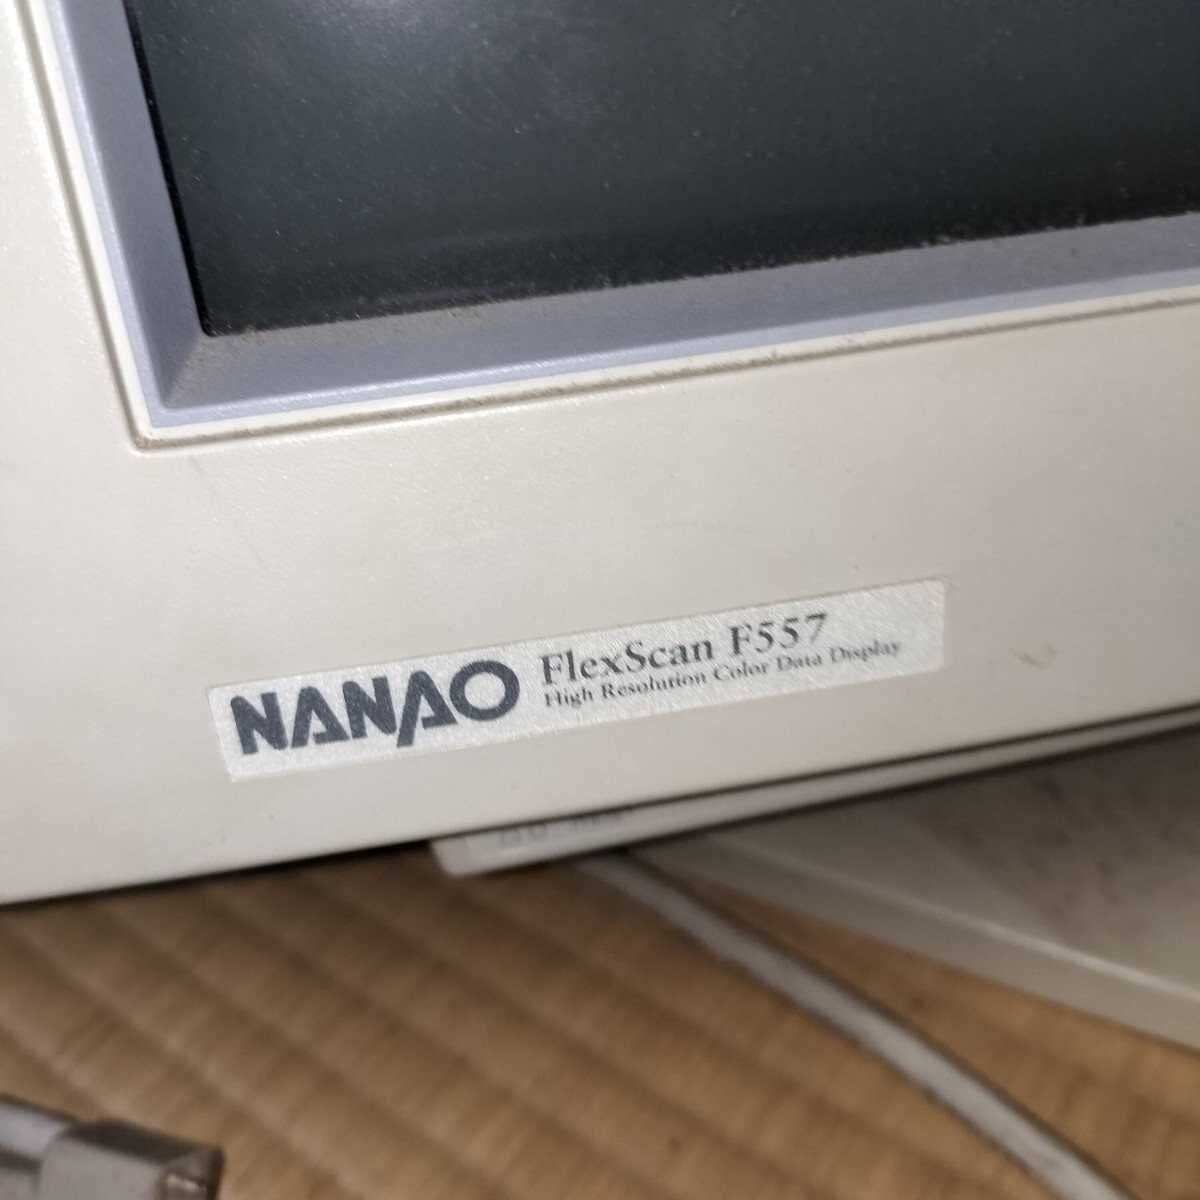 NANAO
FlexScan F557
High Resolution Color Data Display